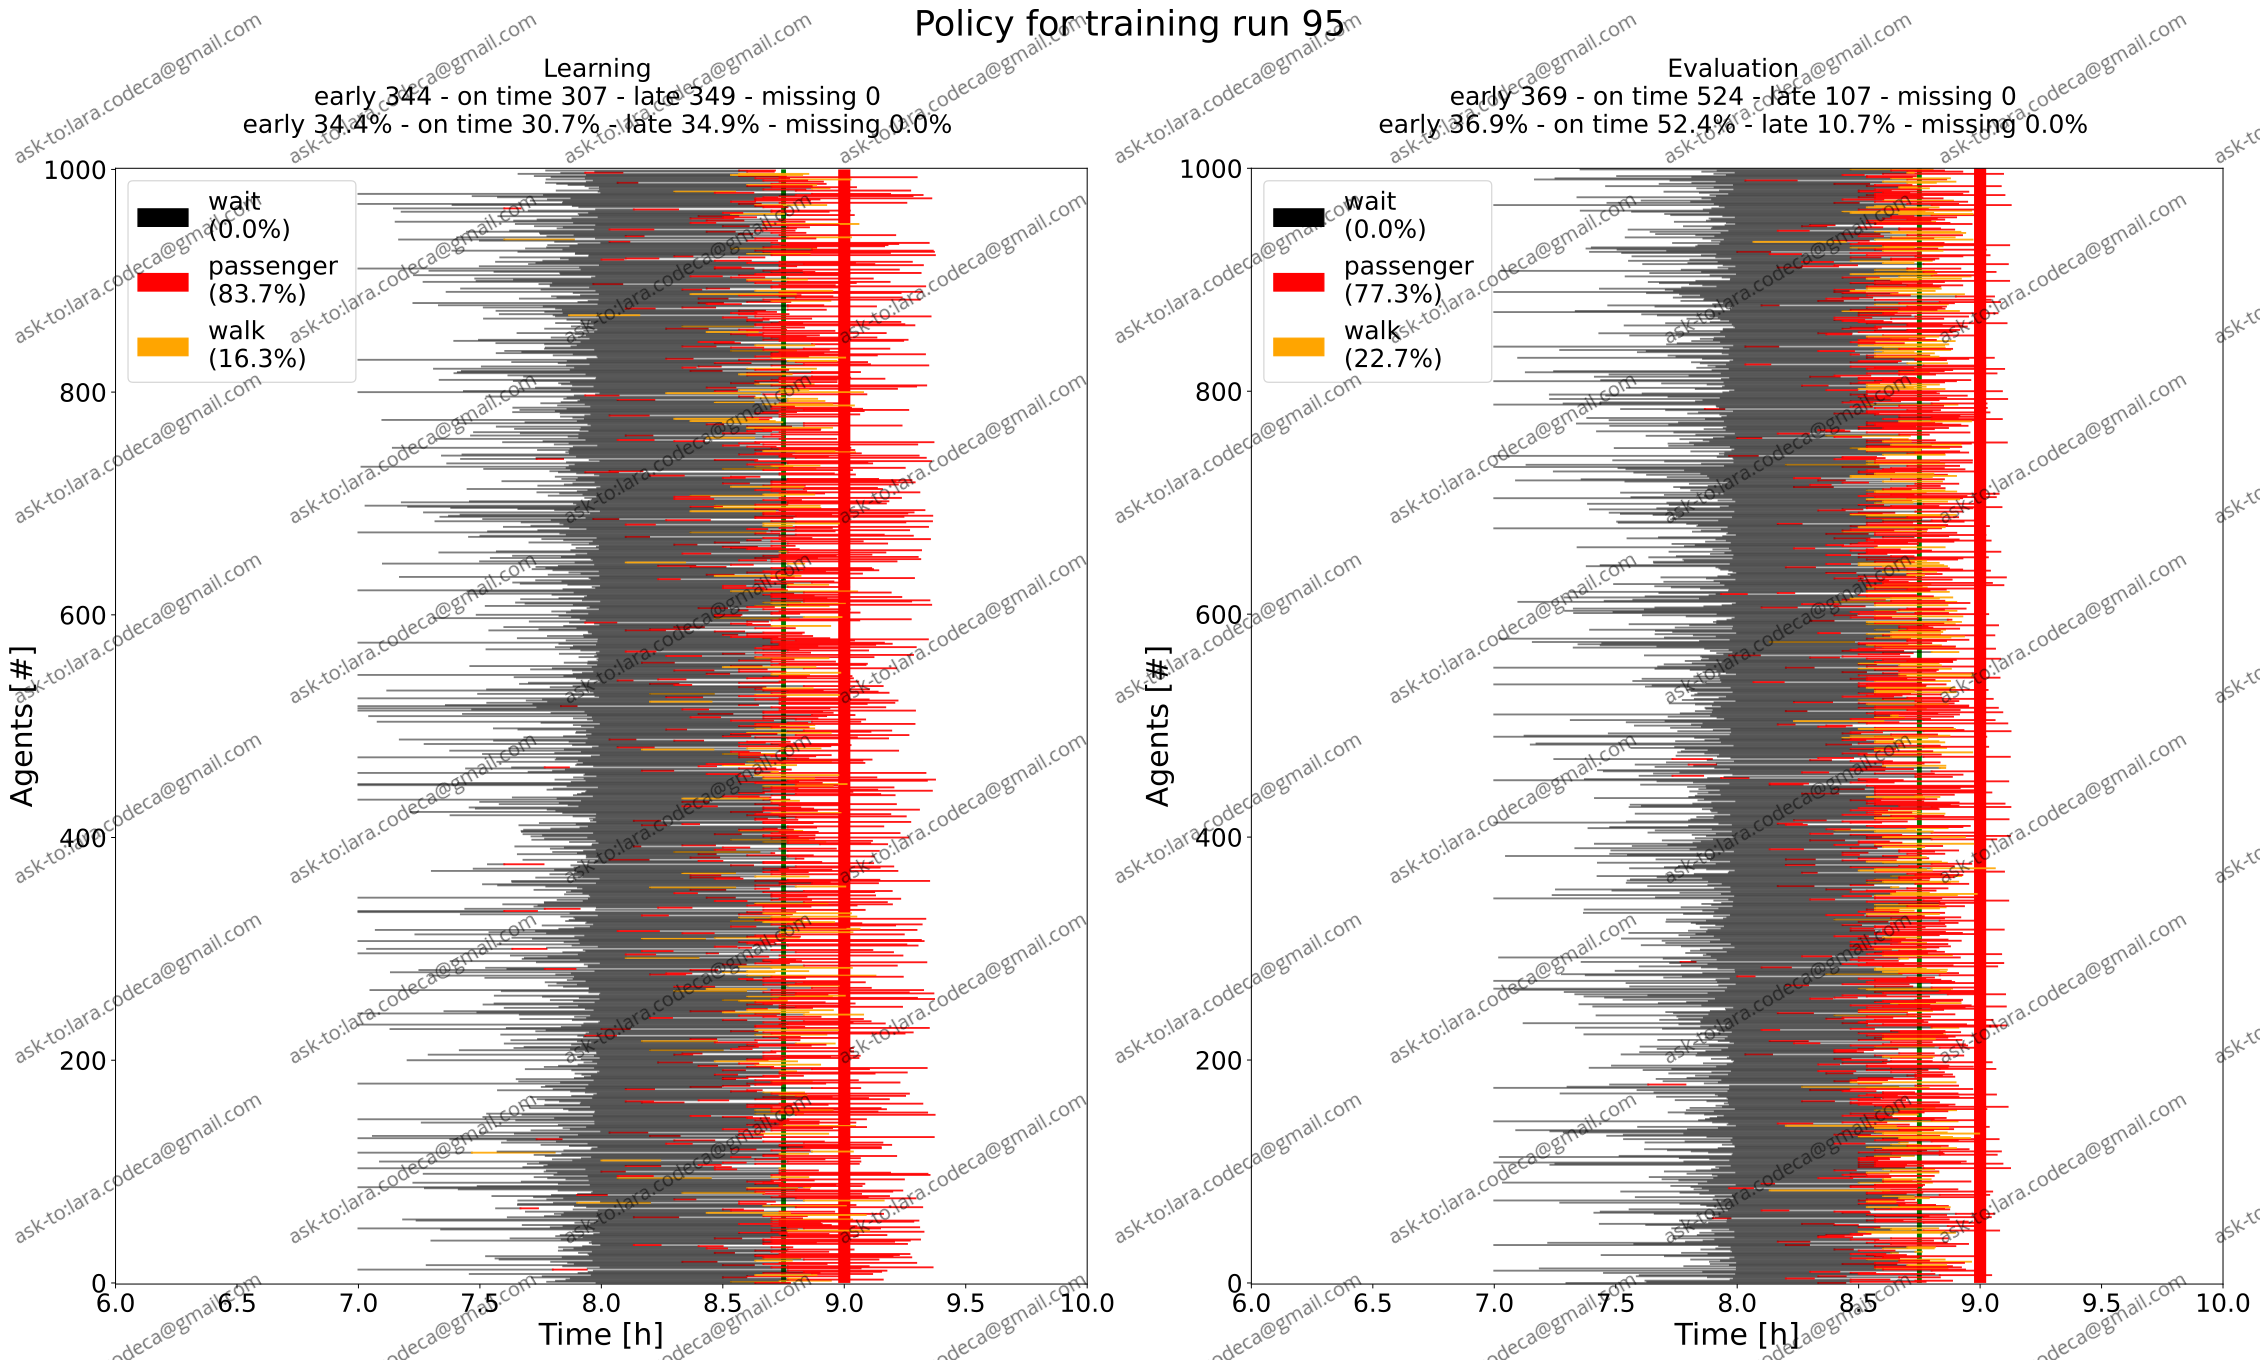 Policy for training run 95
Learning
early 344 - on time 307 - late 349 - missing 0
early 34.4% - on time 30.7% - late 34.9% - missing 0.0%
wait
(0.0%)
passenger
(83.7%)
walk
(16.3%)
Agents [#]
1000
800
600
400
200
0
6.0 6.5 7.0 7.5 8.0 8.5 9.0 9.5 10.0
Time [h]
Evaluation
early 369 - on time 524 - late 107 - missing 0
early 36.9% - on time 52.4% - late 10.7% - missing 0.0%
wait
(0.0%)
passenger
(77.3%)
walk
(22.7%)
Agents [#]
1000
800
600
400
200
0
6.0 6.5 7.0 7.5 8.0 8.5 9.0 9.5 10.0
Time [h]
ask-to:lara.codeca@gmail.com